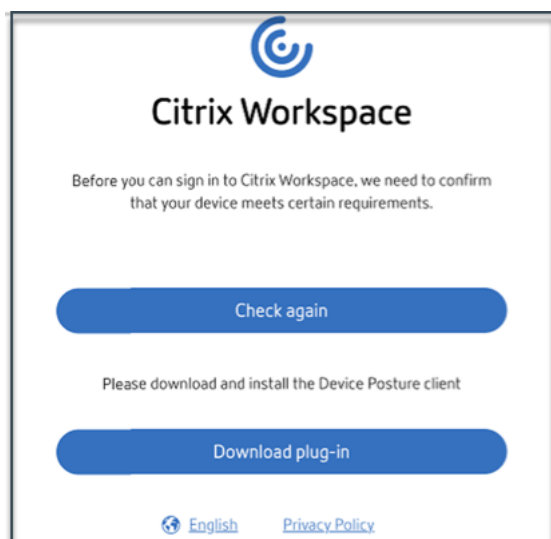 Citrix Workspace
Before you can sign in to Citrix Workspace, we need to confirm
that your device meets certain requirements.
Check again
Please download and install the Device Posture client
Download plug-in
English Privacy Policy